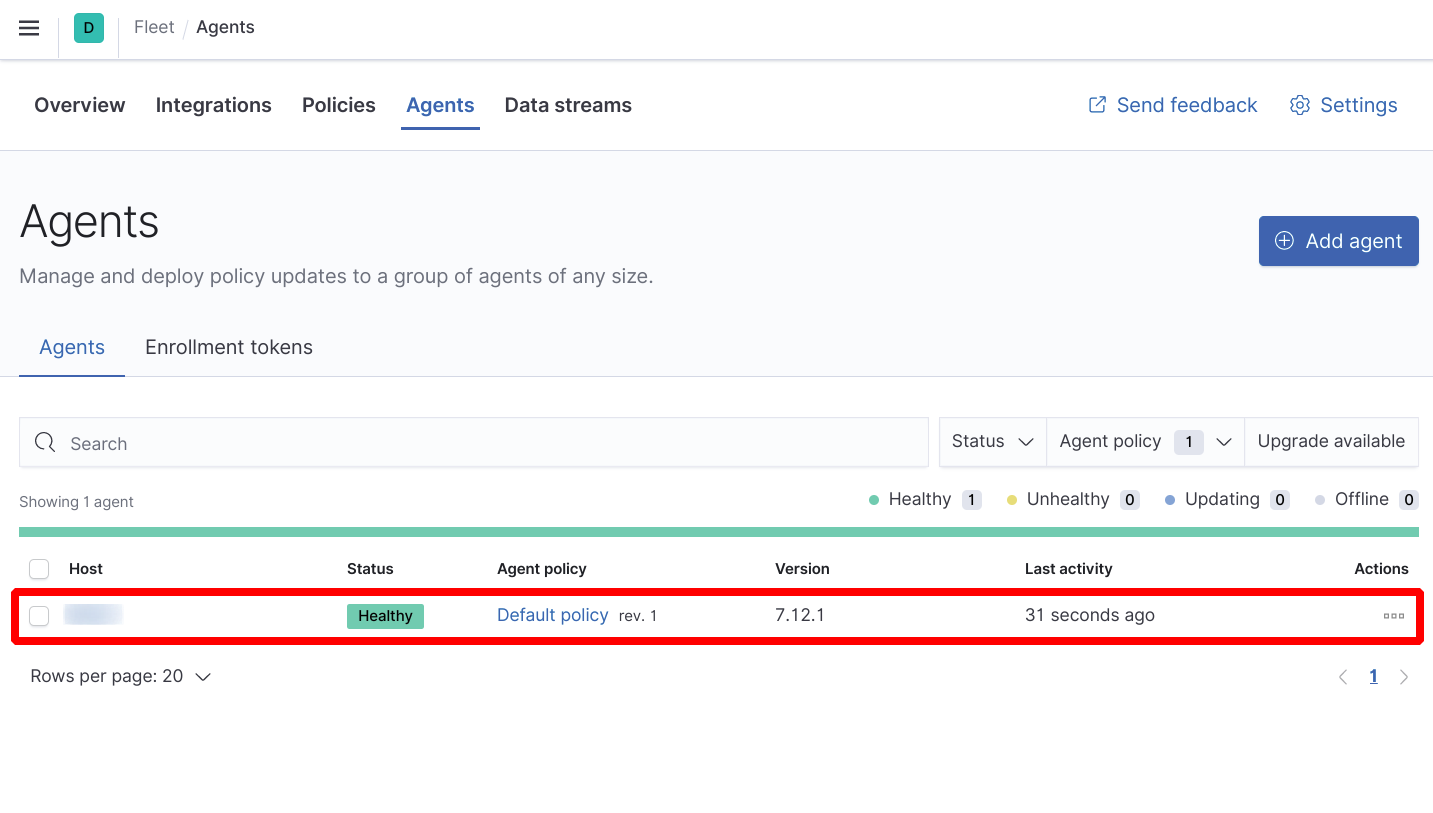 D Fleet / Agents
Overview Integrations Policies Agents Data streams Send feedback Settings
Agents
Add agent
Manage and deploy policy updates to a group of agents of any size.
Agents Enrollment tokens
Search Status Agent policy 1 Upgrade available
Showing 1 agent Healthy 1 Unhealthy 0 Updating 0 Offline 0
Host Status Agent policy Version Last activity Actions
Healthy Default policy rev. 1 7.12.1 31 seconds ago
Rows per page: 20 1